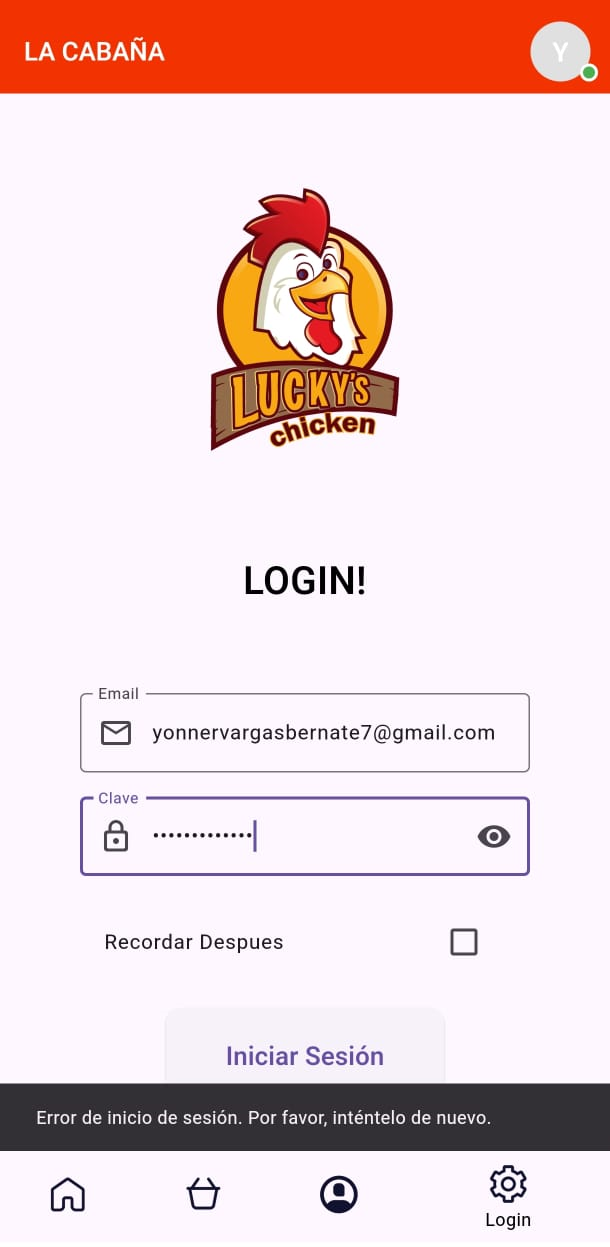 LA CABAÑA
Y
LUCKY'S
chicken
LOGIN!
Email
yonnervargasbernate7@gmail.com
Clave
•••••••••••••
Recordar Despues
Iniciar Sesión
Error de inicio de sesión. Por favor, inténtelo de nuevo.
Login